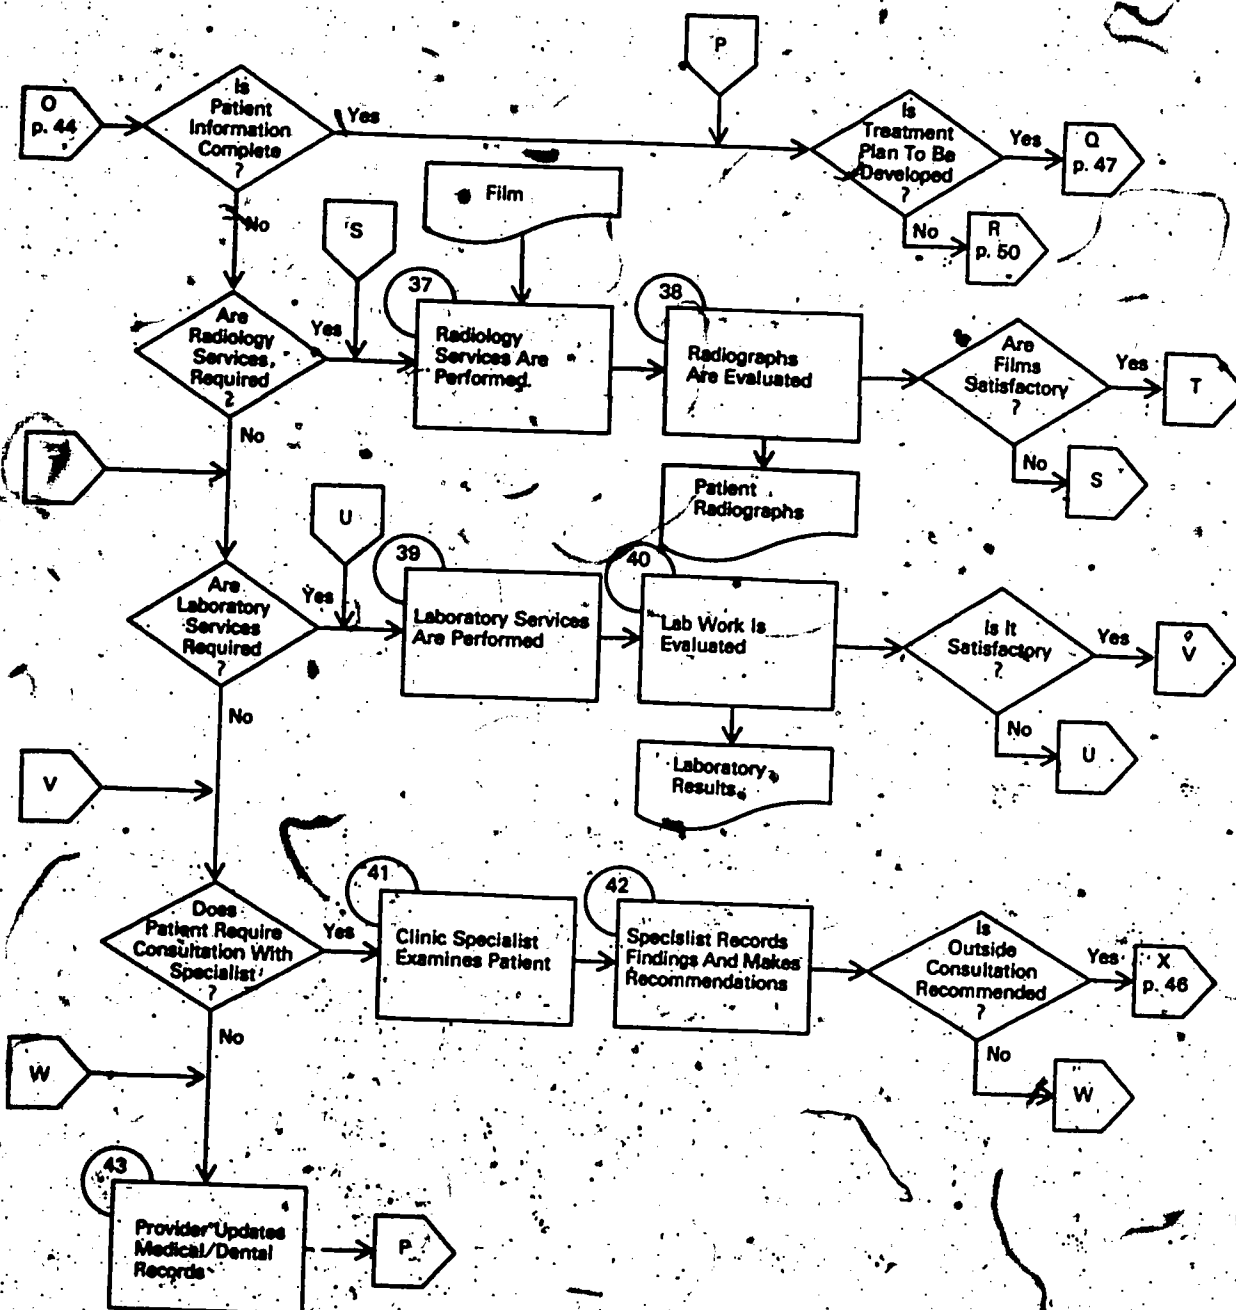 P
O
p. 44
Is
Patient
Information
Complete
?
Yes
Is
Treatment
Plan To Be
Developed
?
Yes
Q
p. 47
No
R
p. 50
No
Film
S
Are
Radiology
Services
Required
?
Yes
37
Radiology
Services Are
Performed.
38
Radiographs
Are Evaluated
Are
Films
Satisfactory
?
Yes
T
No
S
No
Patient
Radiographs
U
Are
Laboratory
Services
Required
?
Yes
39
Laboratory Services
Are Performed
40
Lab Work Is
Evaluated
Is It
Satisfactory
?
Yes
V
No
U
No
Laboratory
Results
V
Does
Patient Require
Consultation With
Specialist
?
Yes
41
Clinic Specialist
Examines Patient
42
Specislist Records
Findings And Makes
Recommendations
Is
Outside
Consultation
Recommended
?
Yes
X
p. 46
No
W
No
W
43
Provider Updates
Medical/Dental
Records
P